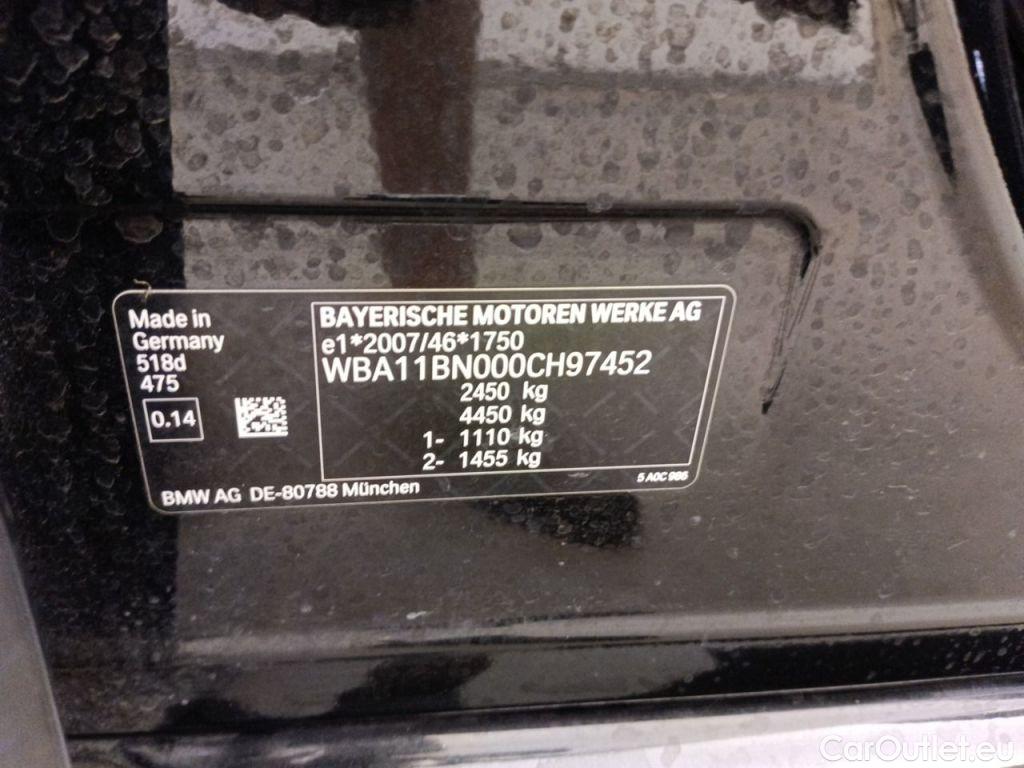 Made in
Germany
518d
475
0.14
BAYERISCHE MOTOREN WERKE AG
e1*2007/46*1750
WBA11BN000CH97452
2450 kg
4450 kg
1- 1110 kg
2- 1455 kg
5 A0C 986
BMW AG DE-80788 München
CarOutlet.eu